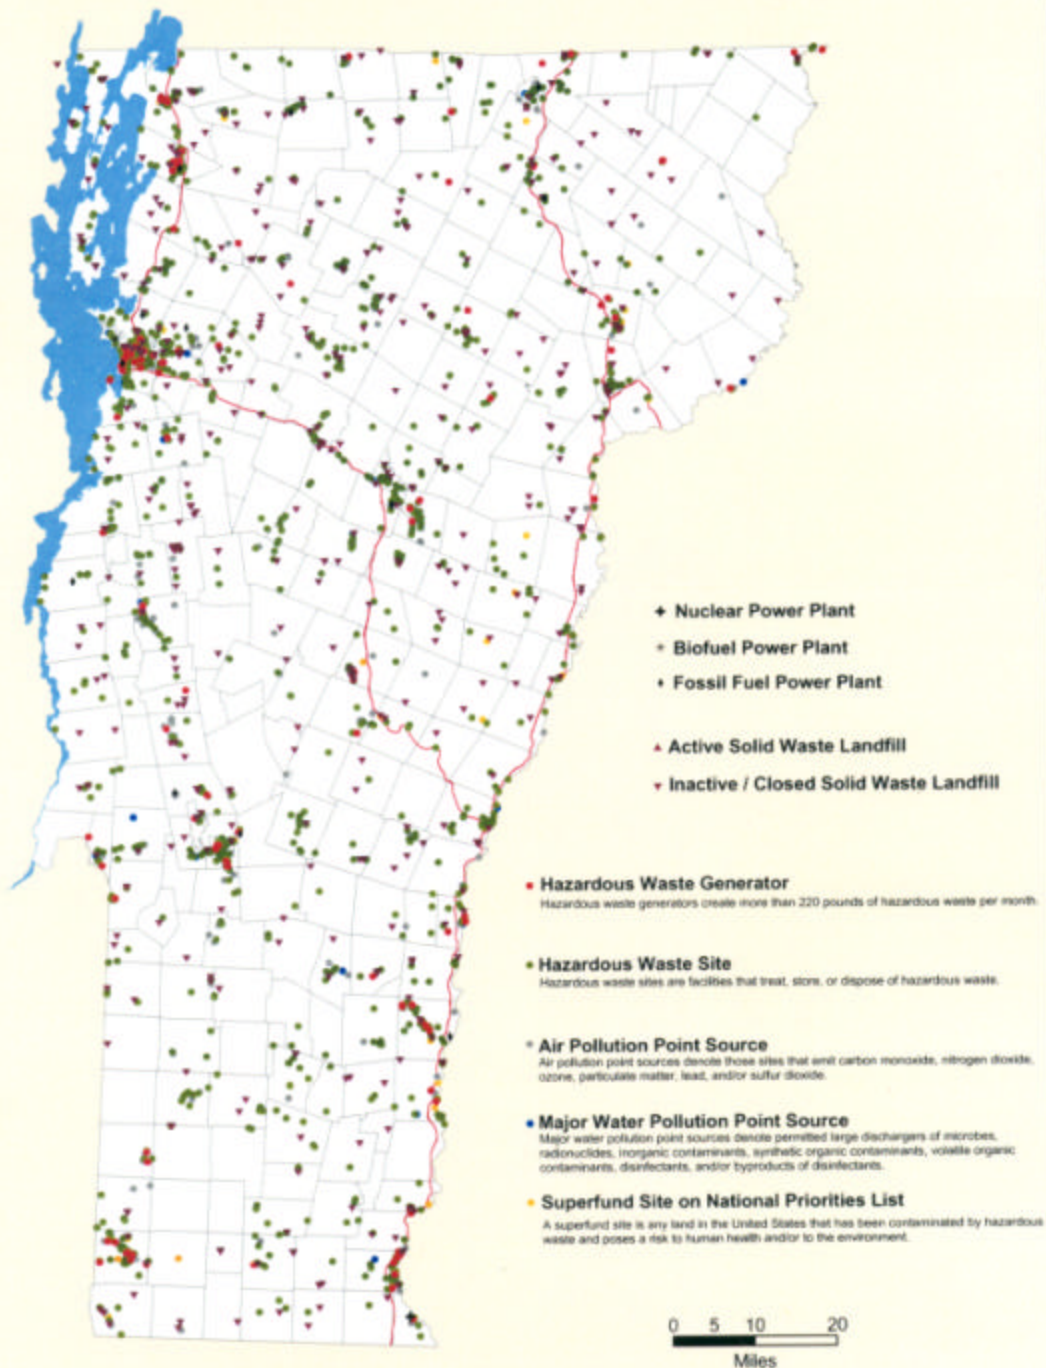 Nuclear Power Plant
Biofuel Power Plant
Fossil Fuel Power Plant
Active Solid Waste Landfill
Inactive / Closed Solid Waste Landfill
Hazardous Waste Generator
Hazardous waste generators create more than 220 pounds of hazardous waste per month.
Hazardous Waste Site
Hazardous waste sites are facilities that treat, store, or dispose of hazardous waste.
Air Pollution Point Source
Air pollution point sources denote those sites that emit carbon monoxide, nitrogen dioxide,
ozone, particulate matter, lead, and/or sulfur dioxide.
Major Water Pollution Point Source
Major water pollution point sources denote permitted large dischargers of microbes,
radionuclides, inorganic contaminants, synthetic organic contaminants, volatile organic
contaminants, disinfectants, and/or byproducts of disinfectants.
Superfund Site on National Priorities List
A superfund site is any land in the United States that has been contaminated by hazardous
waste and poses a risk to human health and/or to the environment.
0 5 10 20
Miles